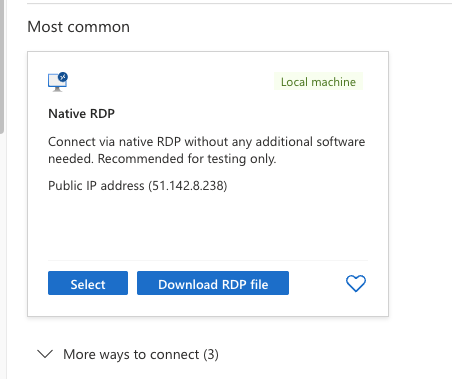 Most common
Local machine
Native RDP
Connect via native RDP without any additional software
needed. Recommended for testing only.
Public IP address (51.142.8.238)
Select
Download RDP file
More ways to connect (3)